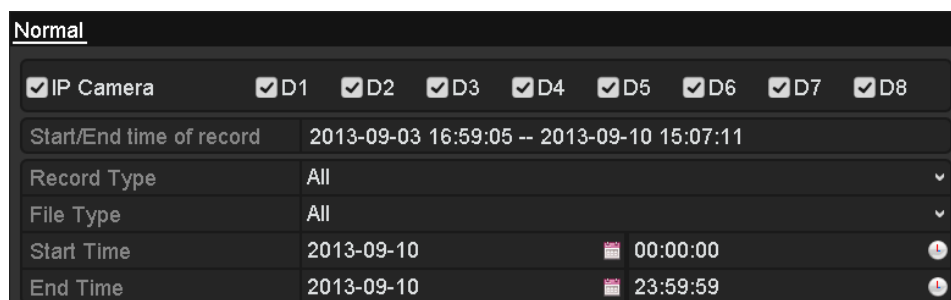 Normal
IP Camera D1 D2 D3 D4 D5 D6 D7 D8
Start/End time of record 2013-09-03 16:59:05 -- 2013-09-10 15:07:11
Record Type All
File Type All
Start Time 2013-09-10 00:00:00
End Time 2013-09-10 23:59:59